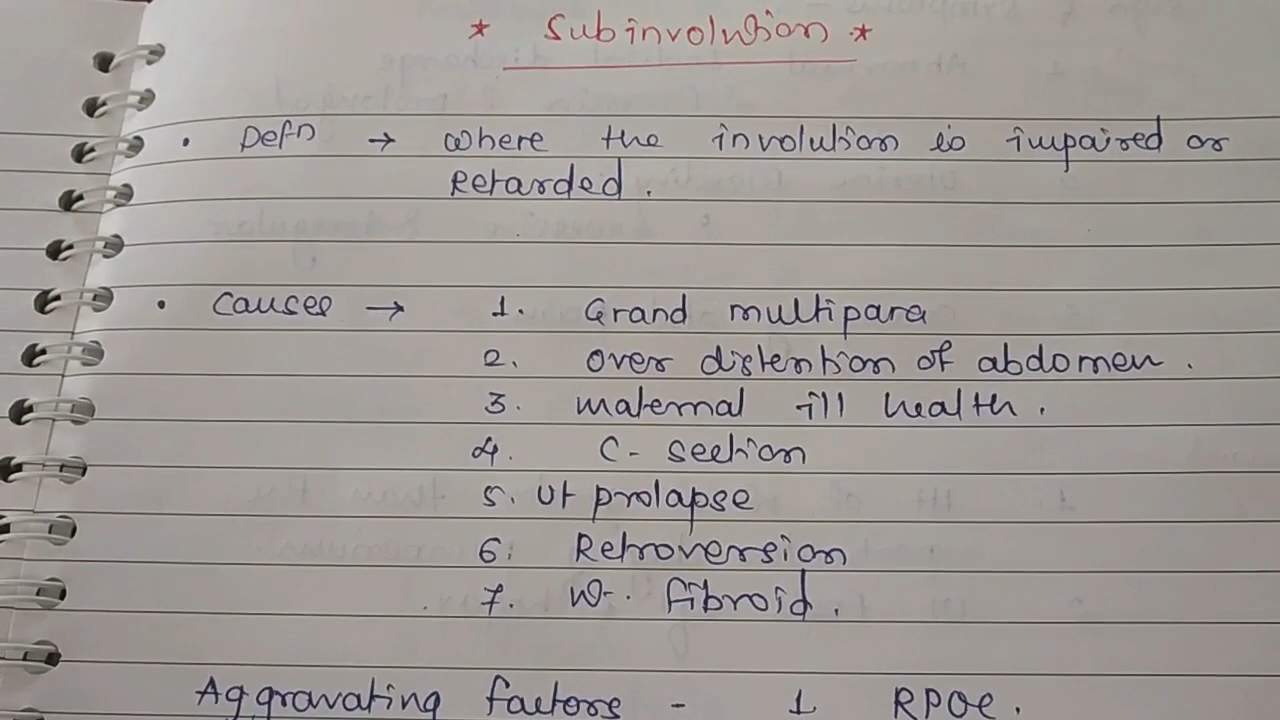 * Subinvolution *
• Defn → where the involution is impaired or
Retarded.
• Causes → 1. Grand multipara
2. over distention of abdomen.
3. maternal ill health.
4. C-section
5. Ut prolapse
6. Retroversion
7. fibroid.
Aggravating factors - 1 RPOC.